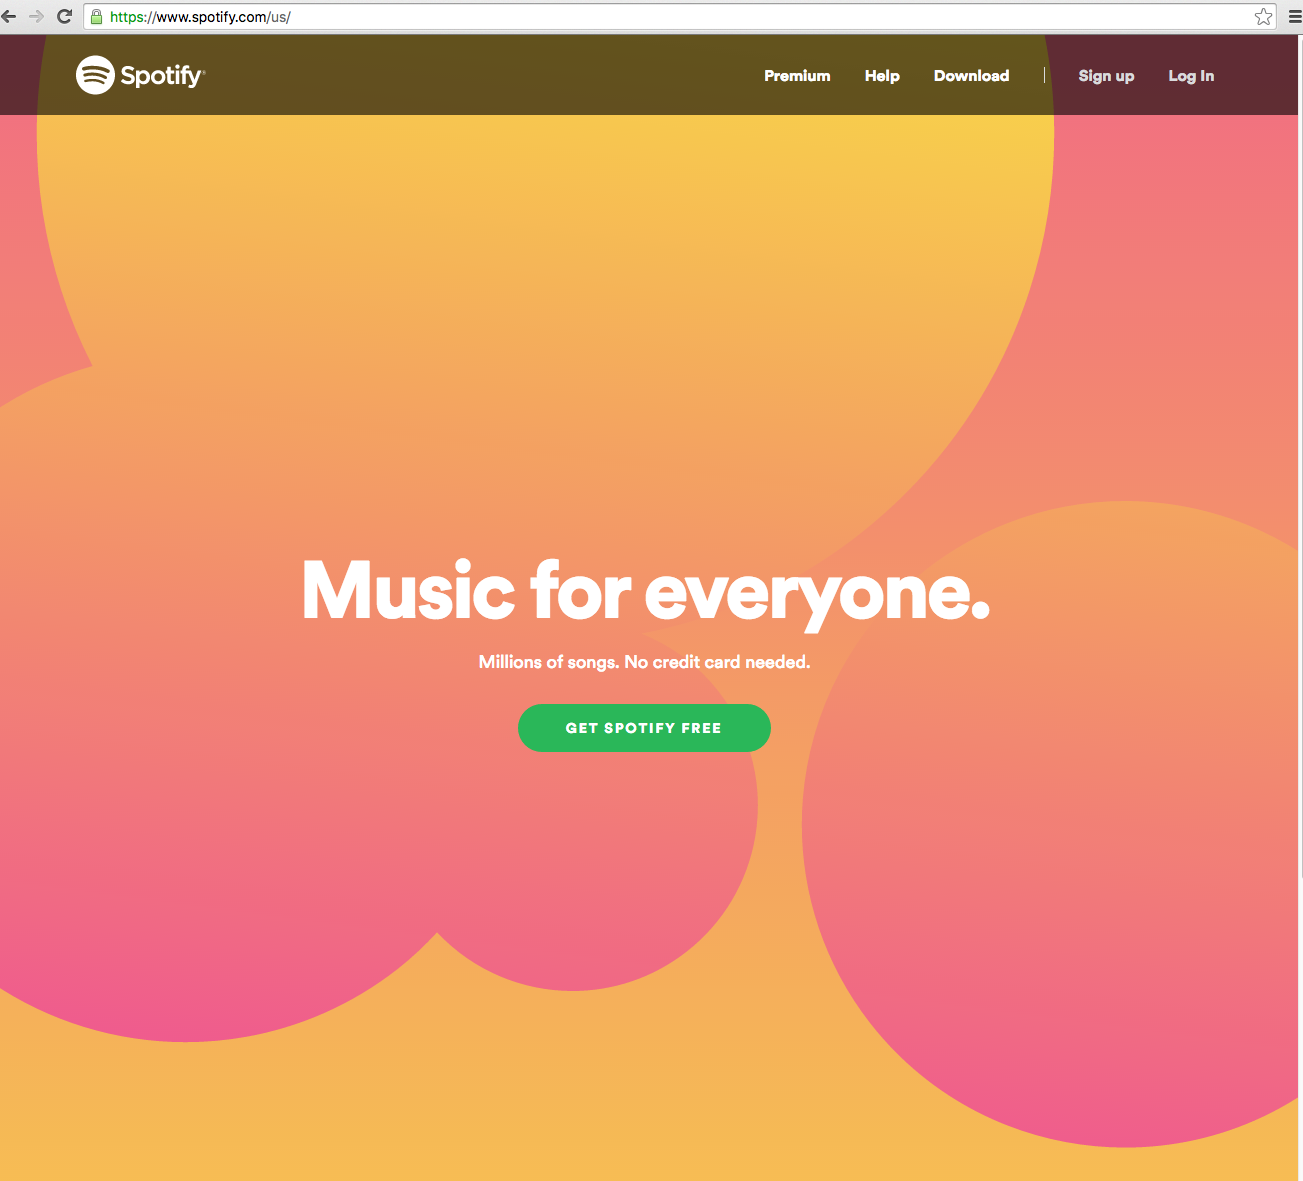 https://www.spotify.com/us/
Spotify
Premium Help Download | Sign up Log In
Music for everyone.
Millions of songs. No credit card needed.
GET SPOTIFY FREE